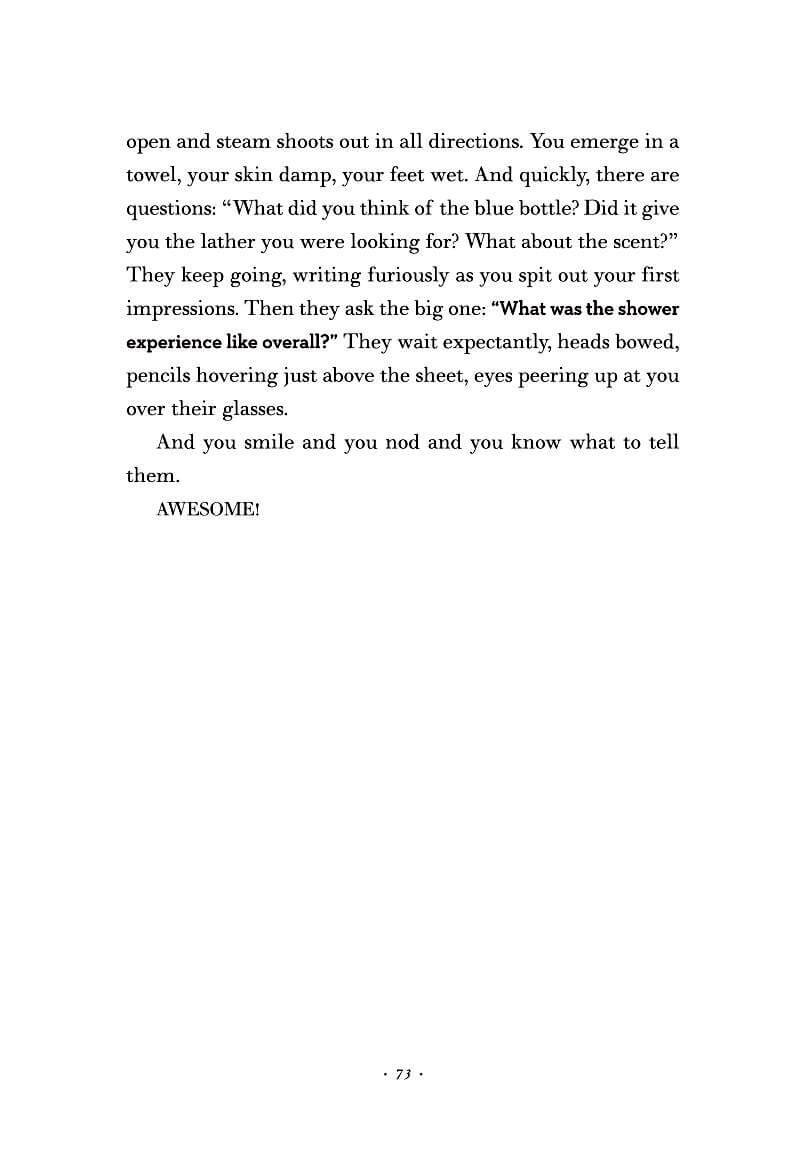 open and steam shoots out in all directions. You emerge in a
towel, your skin damp, your feet wet. And quickly, there are
questions: “What did you think of the blue bottle? Did it give
you the lather you were looking for? What about the scent?”
They keep going, writing furiously as you spit out your first
impressions. Then they ask the big one: “What was the shower
experience like overall?” They wait expectantly, heads bowed,
pencils hovering just above the sheet, eyes peering up at you
over their glasses.
And you smile and you nod and you know what to tell
them.
AWESOME!
· 73 ·